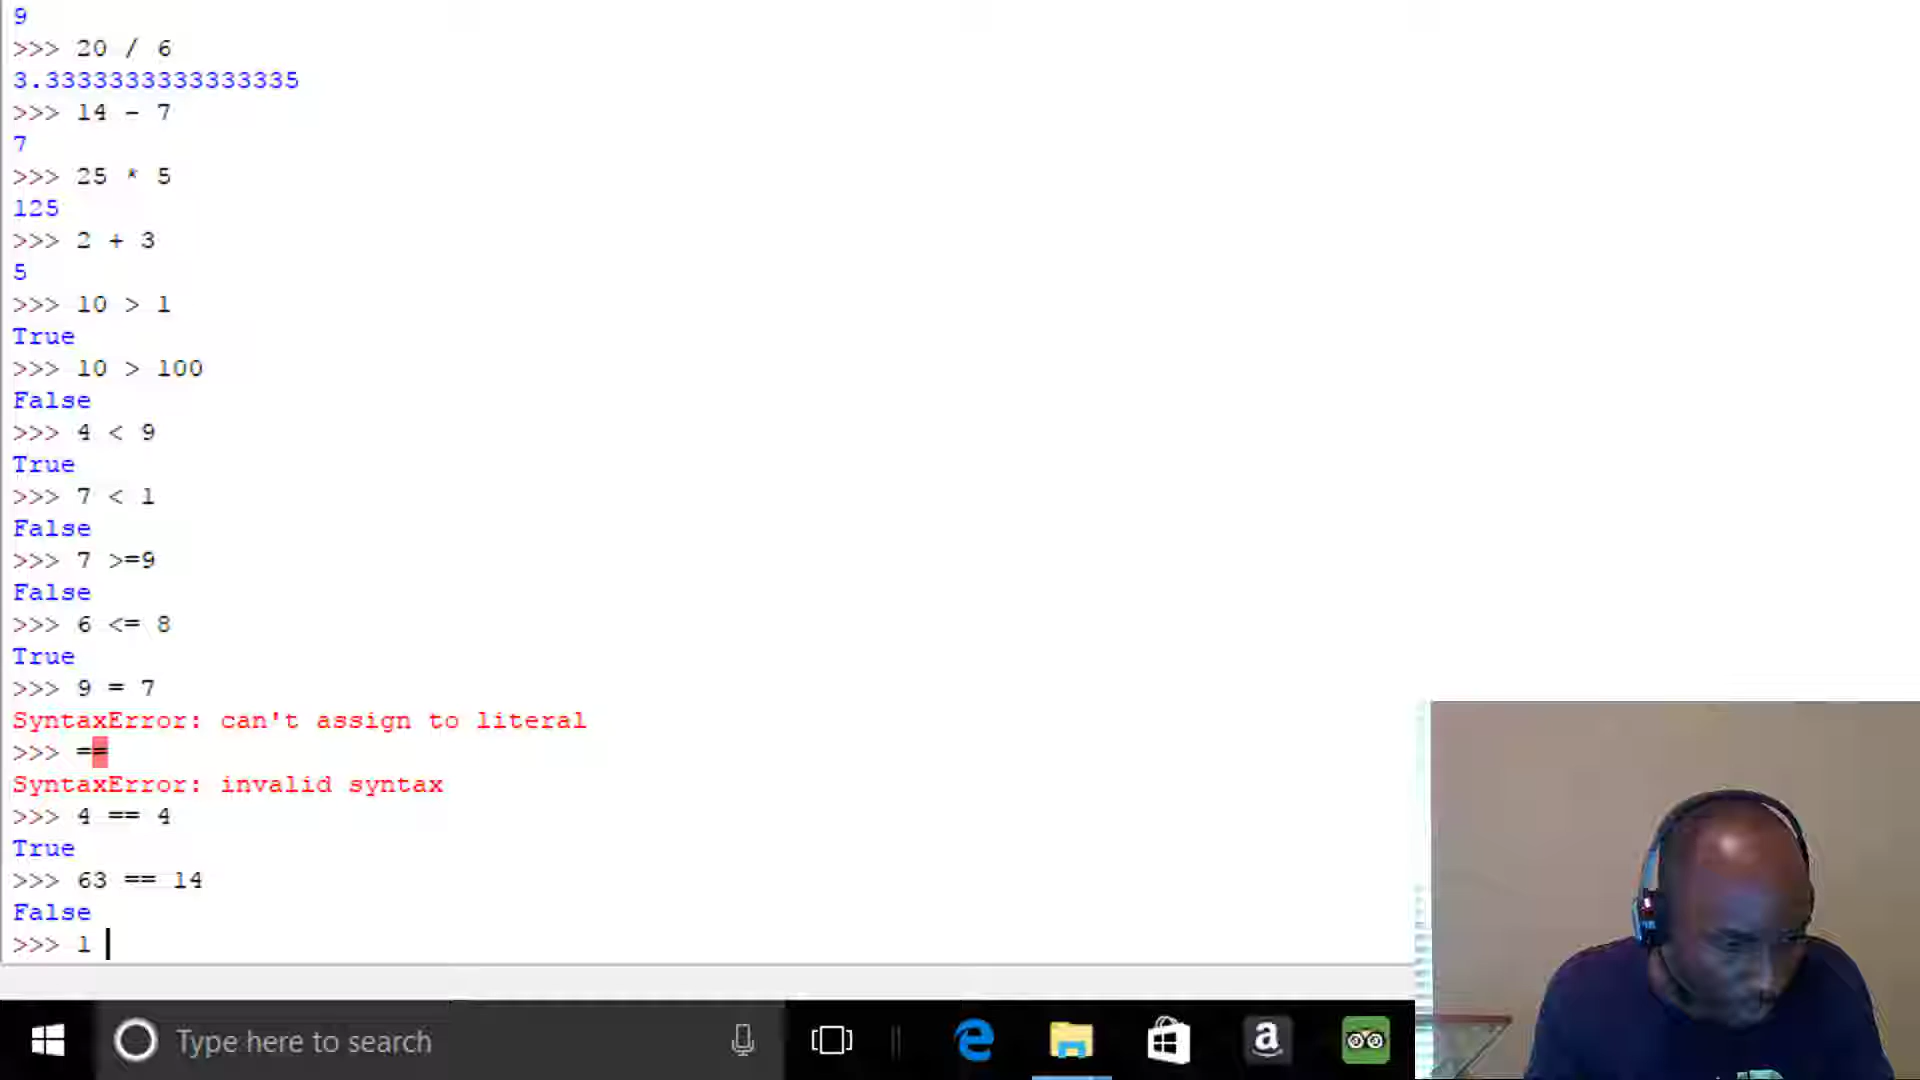 9
>>> 20 / 6
3.3333333333333335
>>> 14 - 7
7
>>> 25 * 5
125
>>> 2 + 3
5
>>> 10 > 1
True
>>> 10 > 100
False
>>> 4 < 9
True
>>> 7 < 1
False
>>> 7 >=9
False
>>> 6 <= 8
True
>>> 9 = 7
SyntaxError: can't assign to literal
>>> ==
SyntaxError: invalid syntax
>>> 4 == 4
True
>>> 63 == 14
False
>>> 1
Type here to search